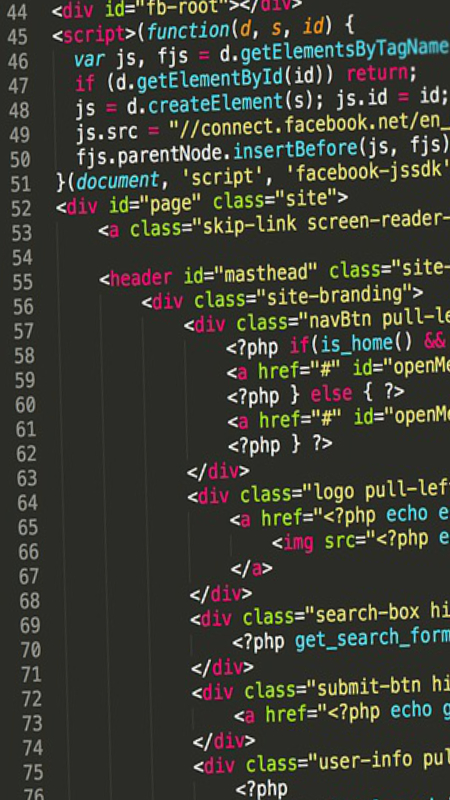 44 <div id="fb-root"></div>
45 <script>(function(d, s, id) {
46 var js, fjs = d.getElementsByTagName
47 if (d.getElementById(id)) return;
48 js = d.createElement(s); js.id = id;
49 js.src = "//connect.facebook.net/en_
50 fjs.parentNode.insertBefore(js, fjs)
51 }(document, 'script', 'facebook-jssdk'
52 <div id="page" class="site">
53 <a class="skip-link screen-reader-
54
55 <header id="masthead" class="site-
56 <div class="site-branding">
57 <div class="navBtn pull-le
58 <?php if(is_home() &&
59 <a href="#" id="openMe
60 <?php } else { ?>
61 <a href="#" id="openMe
62 <?php } ?>
63 </div>
64 <div class="logo pull-lef
65 <a href="<?php echo e
66 <img src="<?php e
67 </a>
68 </div>
69 <div class="search-box hi
70 <?php get_search_form
71 </div>
72 <div class="submit-btn hi
73 <a href="<?php echo g
74 </div>
75 <div class="user-info pul
76 <?php